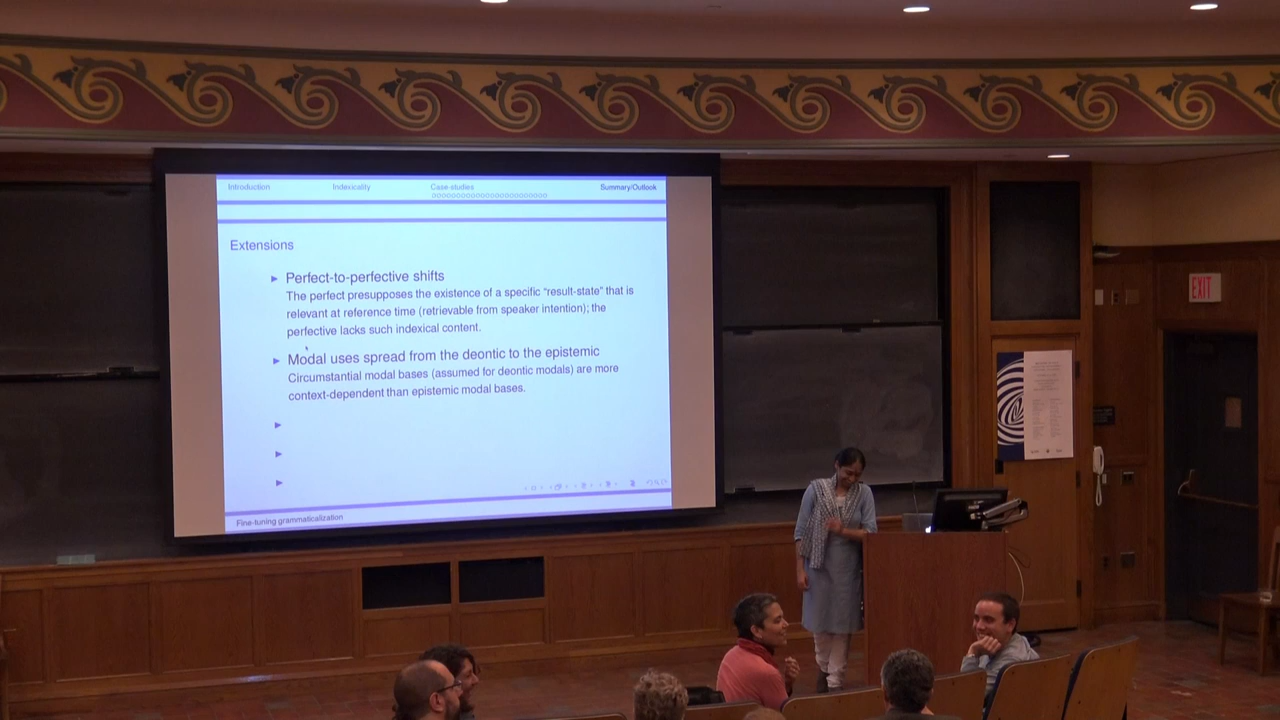 Introduction
Indexicality
Case-studies
Summary/Outlook
Extensions
Perfect-to-perfective shifts
The perfect presupposes the existence of a specific “result-state” that is
relevant at reference time (retrievable from speaker intention); the
perfective lacks such indexical content.
Modal uses spread from the deontic to the epistemic
Circumstantial modal bases (assumed for deontic modals) are more
context-dependent than epistemic modal bases.
Fine-tuning grammaticalization
EXIT